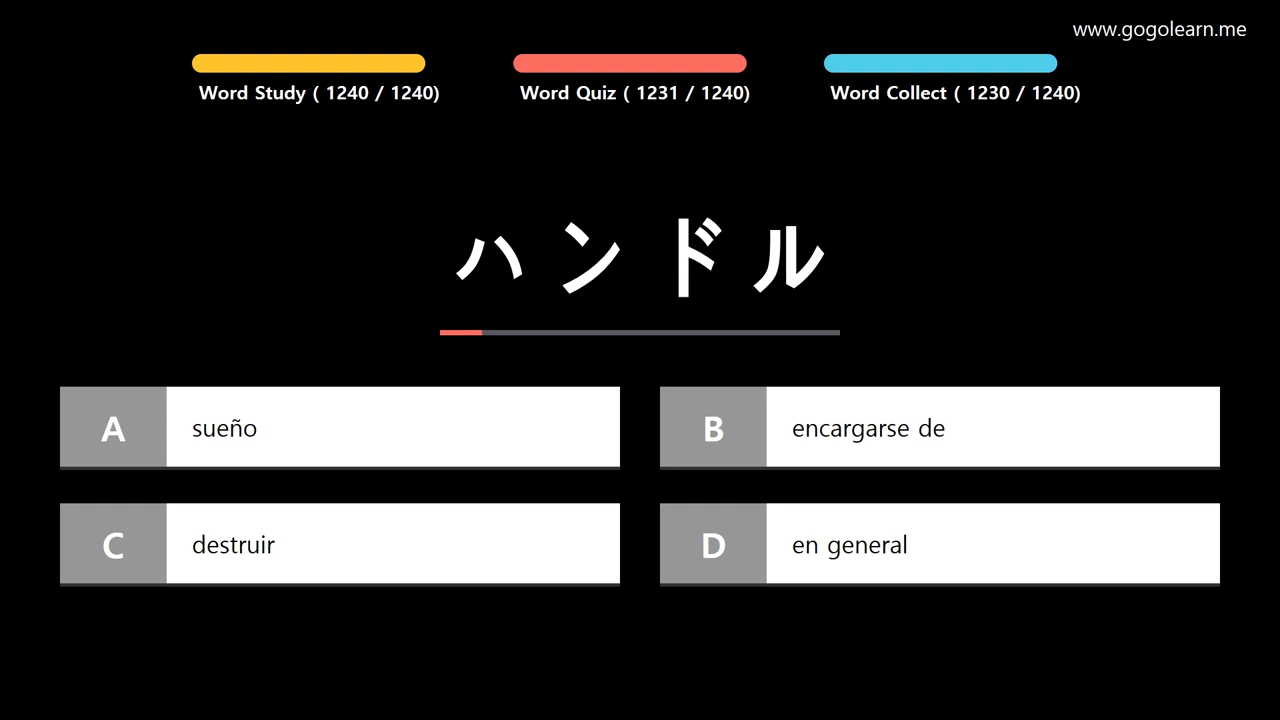 www.gogolearn.me
Word Study ( 1240 / 1240)
Word Quiz ( 1231 / 1240)
Word Collect ( 1230 / 1240)
ハンドル
A sueño
B encargarse de
C destruir
D en general